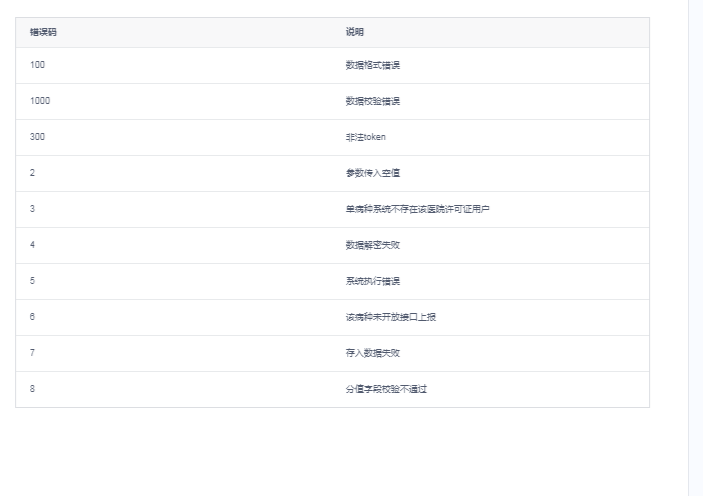 错误码 说明
100 数据格式错误
1000 数据校验错误
300 非法token
2 参数传入空值
3 单病种系统不存在该医院许可证用户
4 数据解密失败
5 系统执行错误
6 该病种未开放接口上报
7 存入数据失败
8 分值字段校验不通过